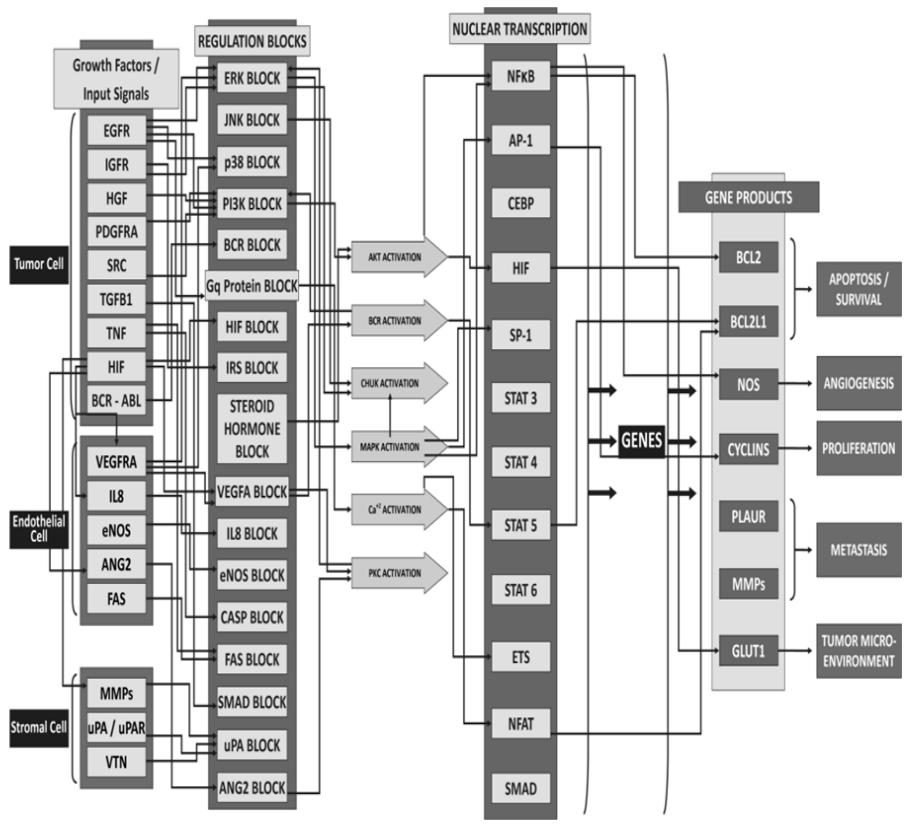 Growth Factors /
Input Signals
Tumor Cell
EGFR
IGFR
HGF
PDGFRA
SRC
TGFB1
TNF
HIF
BCR - ABL
Endothelial
Cell
VEGFRA
IL8
eNOS
ANG2
FAS
Stromal Cell
MMPs
uPA / uPAR
VTN
REGULATION BLOCKS
ERK BLOCK
JNK BLOCK
p38 BLOCK
PI3K BLOCK
BCR BLOCK
Gq Protein BLOCK
HIF BLOCK
IRS BLOCK
STEROID
HORMONE
BLOCK
VEGFA BLOCK
IL8 BLOCK
eNOS BLOCK
CASP BLOCK
FAS BLOCK
SMAD BLOCK
uPA BLOCK
ANG2 BLOCK
AKT ACTIVATION
BCR ACTIVATION
CHUK ACTIVATION
MAPK ACTIVATION
Ca⁺² ACTIVATION
PKC ACTIVATION
NUCLEAR TRANSCRIPTION
NFκB
AP-1
CEBP
HIF
SP-1
STAT 3
STAT 4
STAT 5
STAT 6
ETS
NFAT
SMAD
GENES
GENE PRODUCTS
BCL2
BCL2L1
NOS
CYCLINS
PLAUR
MMPs
GLUT1
APOPTOSIS /
SURVIVAL
ANGIOGENESIS
PROLIFERATION
METASTASIS
TUMOR MICRO-
ENVIRONMENT